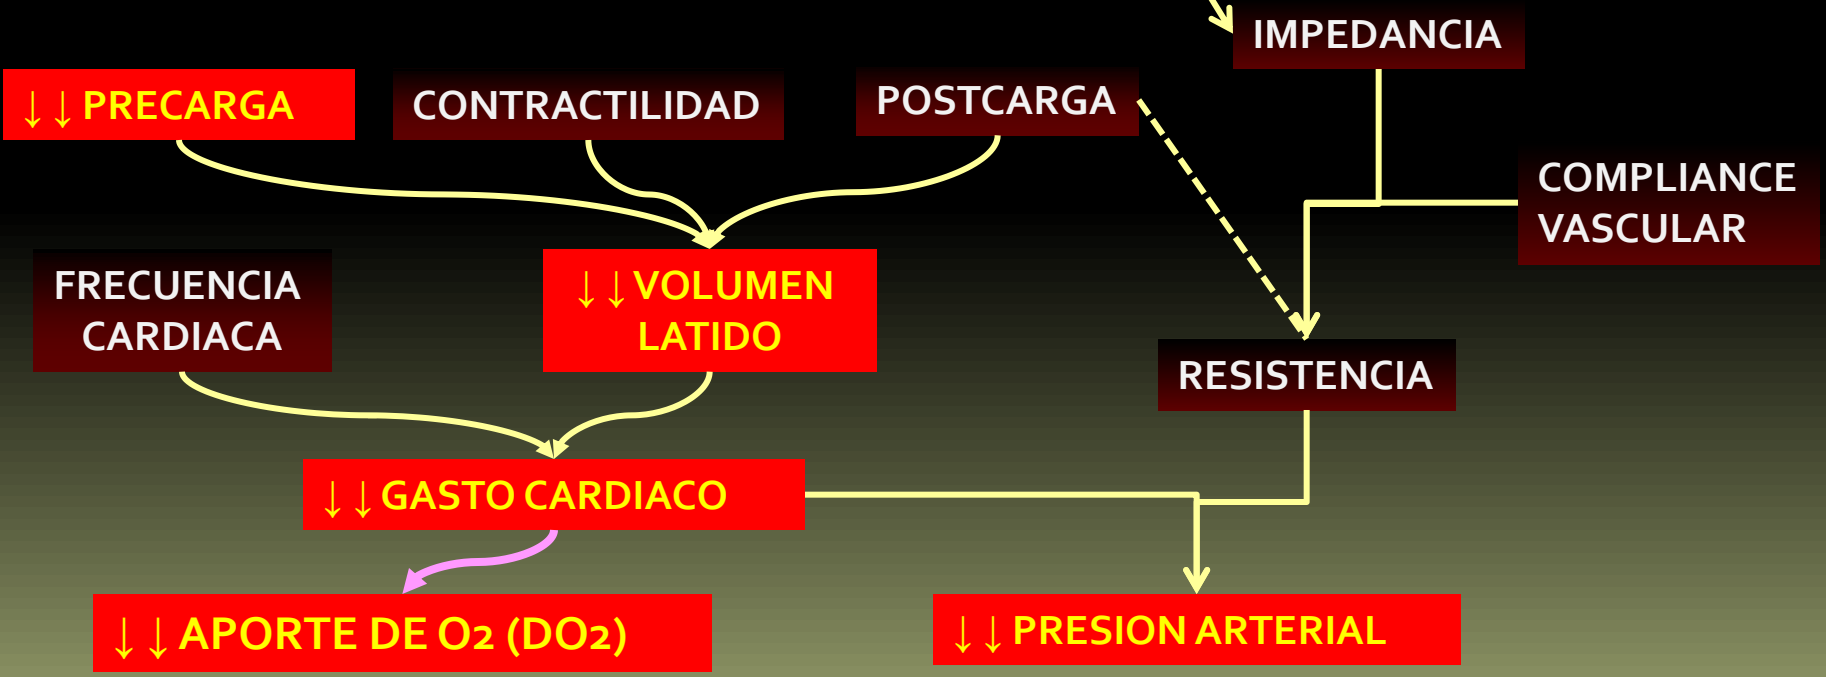 IMPEDANCIA
↓↓PRECARGA
CONTRACTILIDAD
POSTCARGA
COMPLIANCE
VASCULAR
FRECUENCIA
CARDIACA
↓↓VOLUMEN
LATIDO
RESISTENCIA
↓↓GASTO CARDIACO
↓↓APORTE DE O2 (DO2)
↓↓PRESION ARTERIAL